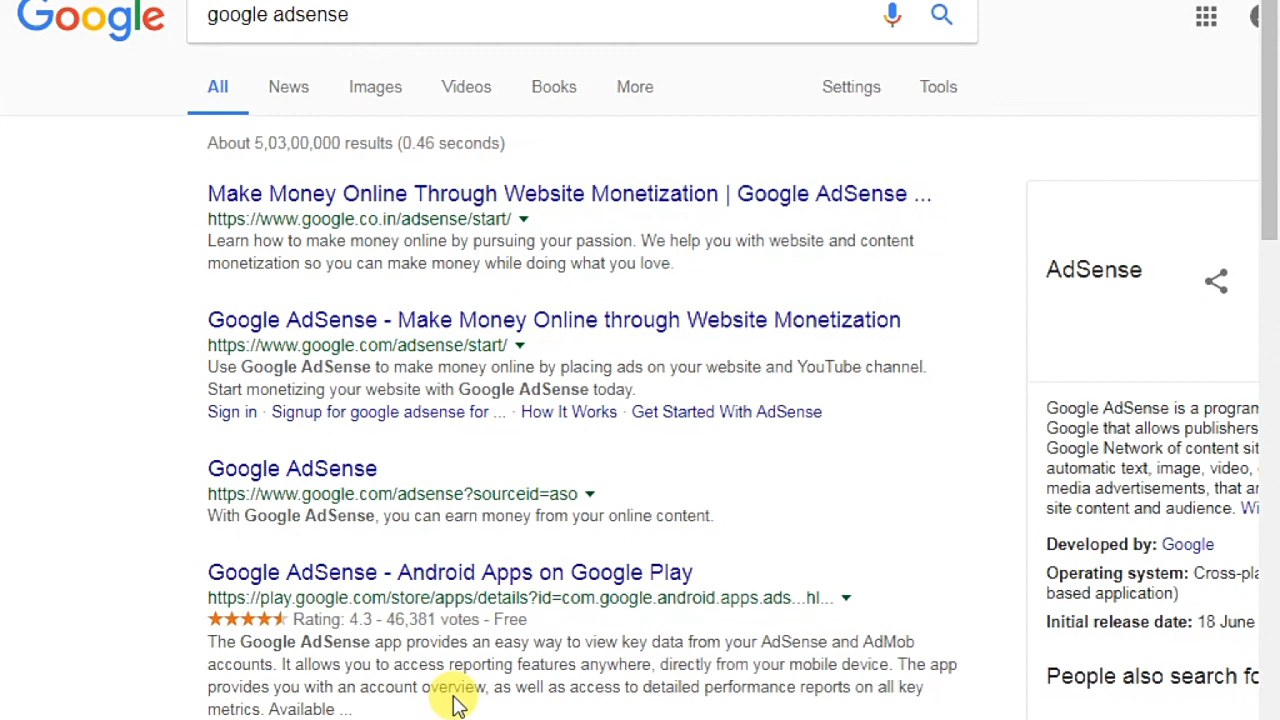 Google
google adsense
All News Images Videos Books More Settings Tools
About 5,03,00,000 results (0.46 seconds)
Make Money Online Through Website Monetization | Google AdSense ...
https://www.google.co.in/adsense/start/
Learn how to make money online by pursuing your passion. We help you with website and content
monetization so you can make money while doing what you love.
Google AdSense - Make Money Online through Website Monetization
https://www.google.com/adsense/start/
Use Google AdSense to make money online by placing ads on your website and YouTube channel.
Start monetizing your website with Google AdSense today.
Sign in · Signup for google adsense for ... · How It Works · Get Started With AdSense
Google AdSense
https://www.google.com/adsense?sourceid=aso
With Google AdSense, you can earn money from your online content.
Google AdSense - Android Apps on Google Play
https://play.google.com/store/apps/details?id=com.google.android.apps.ads...hl...
Rating: 4.3 - 46,381 votes - Free
The Google AdSense app provides an easy way to view key data from your AdSense and AdMob
accounts. It allows you to access reporting features anywhere, directly from your mobile device. The app
provides you with an account overview, as well as access to detailed performance reports on all key
metrics. Available ...
AdSense
Google AdSense is a program
Google that allows publishers
Google Network of content
automatic text, image, video,
media advertisements, that
site content and audience.
Developed by: Google
Operating system:
based application)
Initial release date: 18 June
People also search